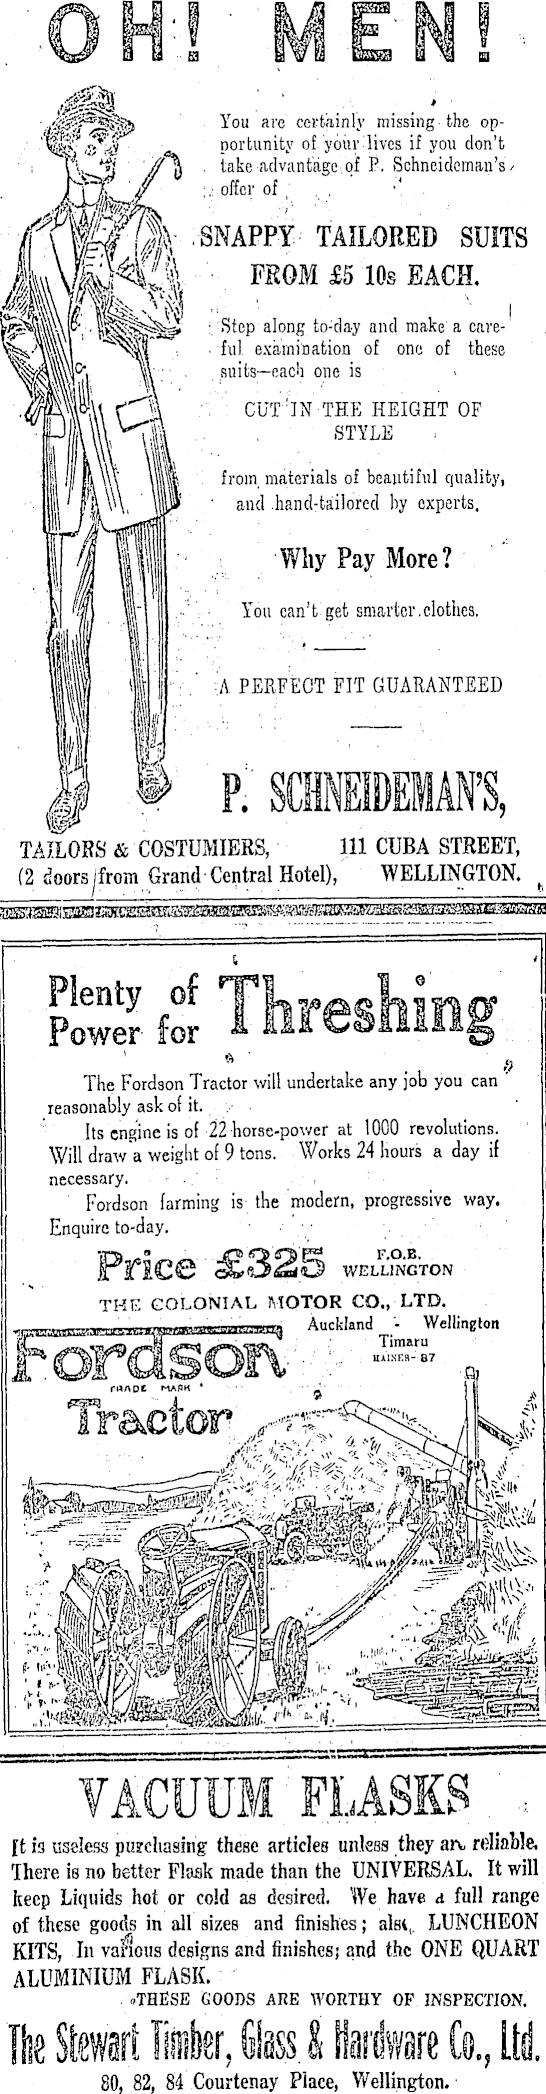 OH! MEN!
You are certainly missing the op-
portunity of your lives if you don't
take advantage of P. Schneideman's
offer of
SNAPPY TAILORED SUITS
FROM £5 10s EACH.
Step along to-day and make a care-
ful examination of one of these
suits—each one is
CUT IN THE HEIGHT OF
STYLE
from materials of beautiful quality,
and hand-tailored by experts.
Why Pay More?
You can't get smarter clothes.
A PERFECT FIT GUARANTEED
P. SCHNEIDEMAN'S,
TAILORS & COSTUMIERS, 111 CUBA STREET,
(2 doors from Grand Central Hotel), WELLINGTON.
Plenty of
Power for Threshing
The Fordson Tractor will undertake any job you can
reasonably ask of it.
Its engine is of 22 horse-power at 1000 revolutions.
Will draw a weight of 9 tons. Works 24 hours a day if
necessary.
Fordson farming is the modern, progressive way.
Enquire to-day.
Price £325 F.O.B.
WELLINGTON
THE COLONIAL MOTOR CO., LTD.
Auckland - Wellington
Timaru
HAINES- 87
Fordson
TRADE MARK
Tractor
VACUUM FLASKS
It is useless purchasing these articles unless they are reliable.
There is no better Flask made than the UNIVERSAL. It will
keep Liquids hot or cold as desired. We have a full range
of these goods in all sizes and finishes; also, LUNCHEON
KITS, In various designs and finishes; and the ONE QUART
ALUMINIUM FLASK.
THESE GOODS ARE WORTHY OF INSPECTION.
The Stewart Timber, Glass & Hardware Co., Ltd.
80, 82, 84 Courtenay Place, Wellington.